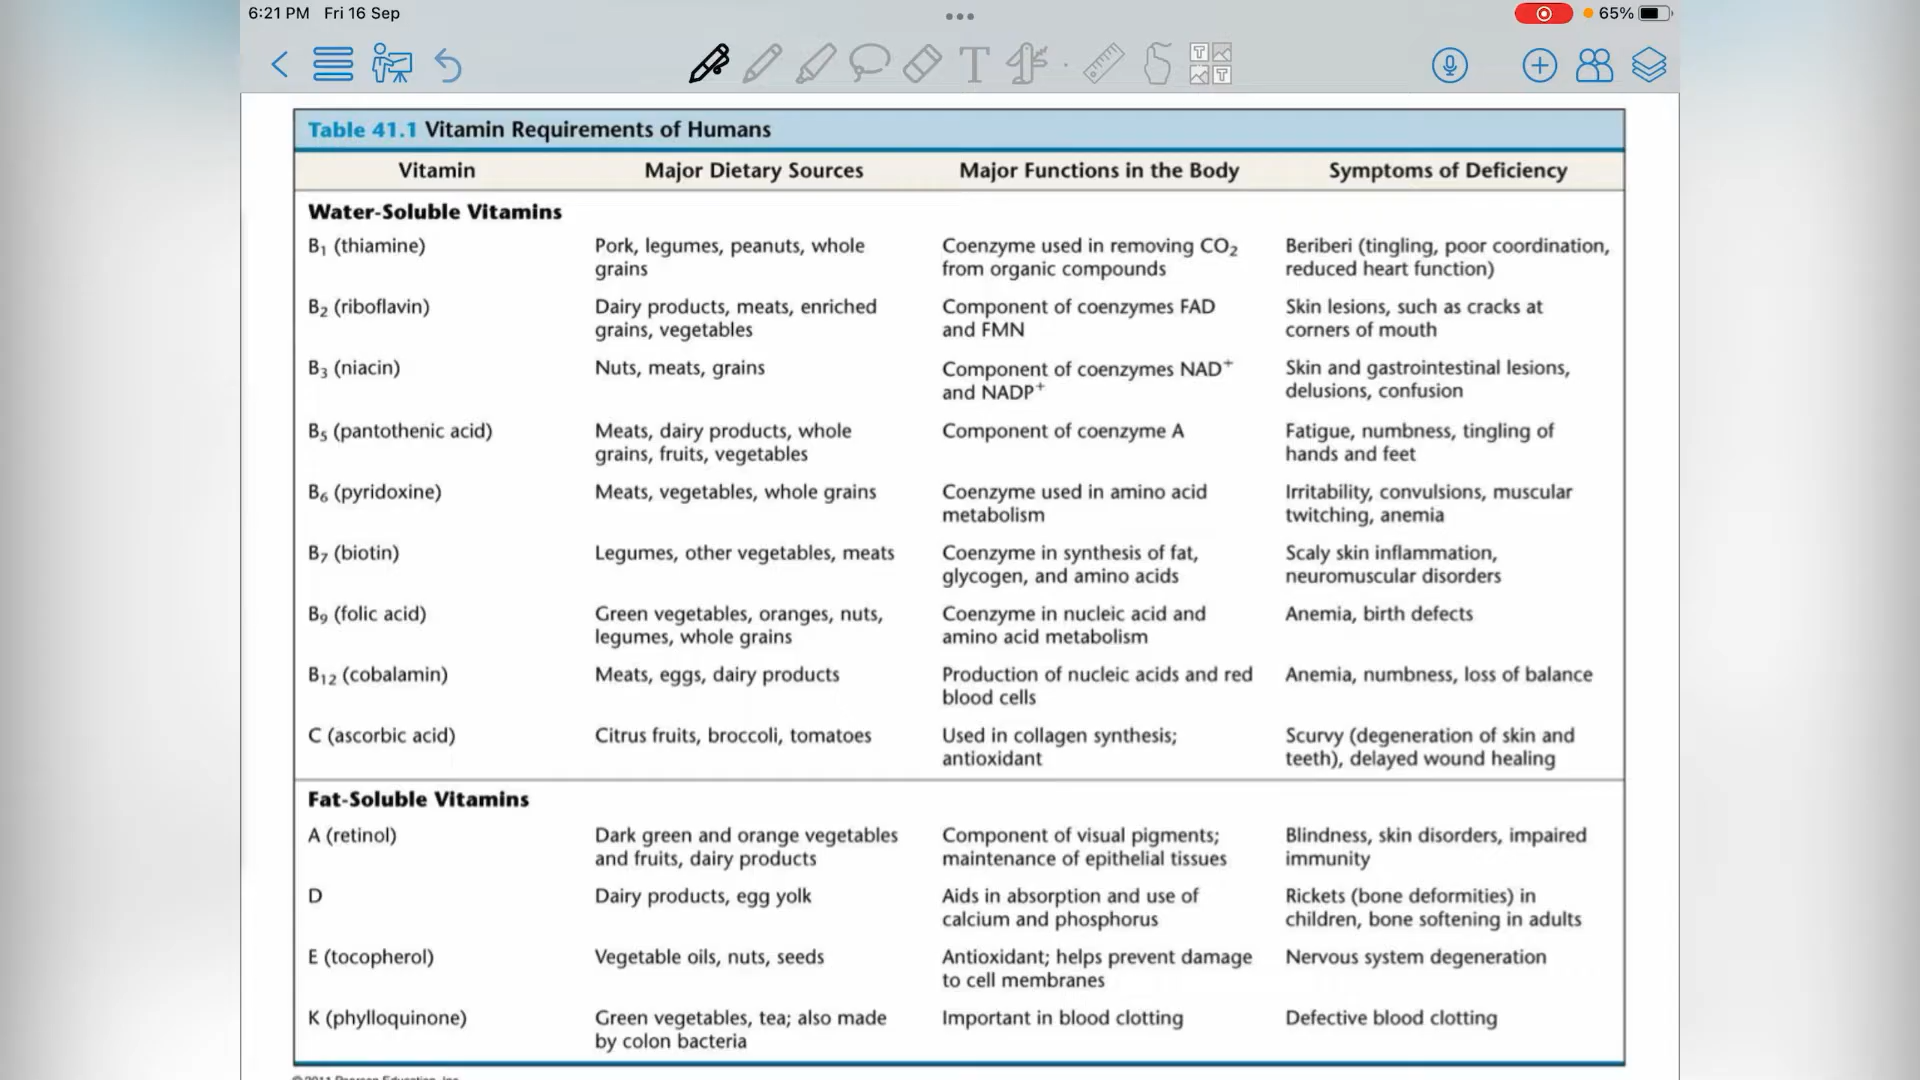 6:21 PM Fri 16 Sep
65%
Table 41.1 Vitamin Requirements of Humans
Vitamin Major Dietary Sources Major Functions in the Body Symptoms of Deficiency
Water-Soluble Vitamins
B₁ (thiamine) Pork, legumes, peanuts, whole Coenzyme used in removing CO₂ Beriberi (tingling, poor coordination,
grains from organic compounds reduced heart function)
B₂ (riboflavin) Dairy products, meats, enriched Component of coenzymes FAD Skin lesions, such as cracks at
grains, vegetables and FMN corners of mouth
B₃ (niacin) Nuts, meats, grains Component of coenzymes NAD⁺ Skin and gastrointestinal lesions,
and NADP⁺ delusions, confusion
B₅ (pantothenic acid) Meats, dairy products, whole Component of coenzyme A Fatigue, numbness, tingling of
grains, fruits, vegetables hands and feet
B₆ (pyridoxine) Meats, vegetables, whole grains Coenzyme used in amino acid Irritability, convulsions, muscular
metabolism twitching, anemia
B₇ (biotin) Legumes, other vegetables, meats Coenzyme in synthesis of fat, Scaly skin inflammation,
glycogen, and amino acids neuromuscular disorders
B₉ (folic acid) Green vegetables, oranges, nuts, Coenzyme in nucleic acid and Anemia, birth defects
legumes, whole grains amino acid metabolism
B₁₂ (cobalamin) Meats, eggs, dairy products Production of nucleic acids and red Anemia, numbness, loss of balance
blood cells
C (ascorbic acid) Citrus fruits, broccoli, tomatoes Used in collagen synthesis; Scurvy (degeneration of skin and
antioxidant teeth), delayed wound healing
Fat-Soluble Vitamins
A (retinol) Dark green and orange vegetables Component of visual pigments; Blindness, skin disorders, impaired
and fruits, dairy products maintenance of epithelial tissues immunity
D Dairy products, egg yolk Aids in absorption and use of Rickets (bone deformities) in
calcium and phosphorus children, bone softening in adults
E (tocopherol) Vegetable oils, nuts, seeds Antioxidant; helps prevent damage Nervous system degeneration
to cell membranes
K (phylloquinone) Green vegetables, tea; also made Important in blood clotting Defective blood clotting
by colon bacteria
© 2011 Pearson Education, Inc.